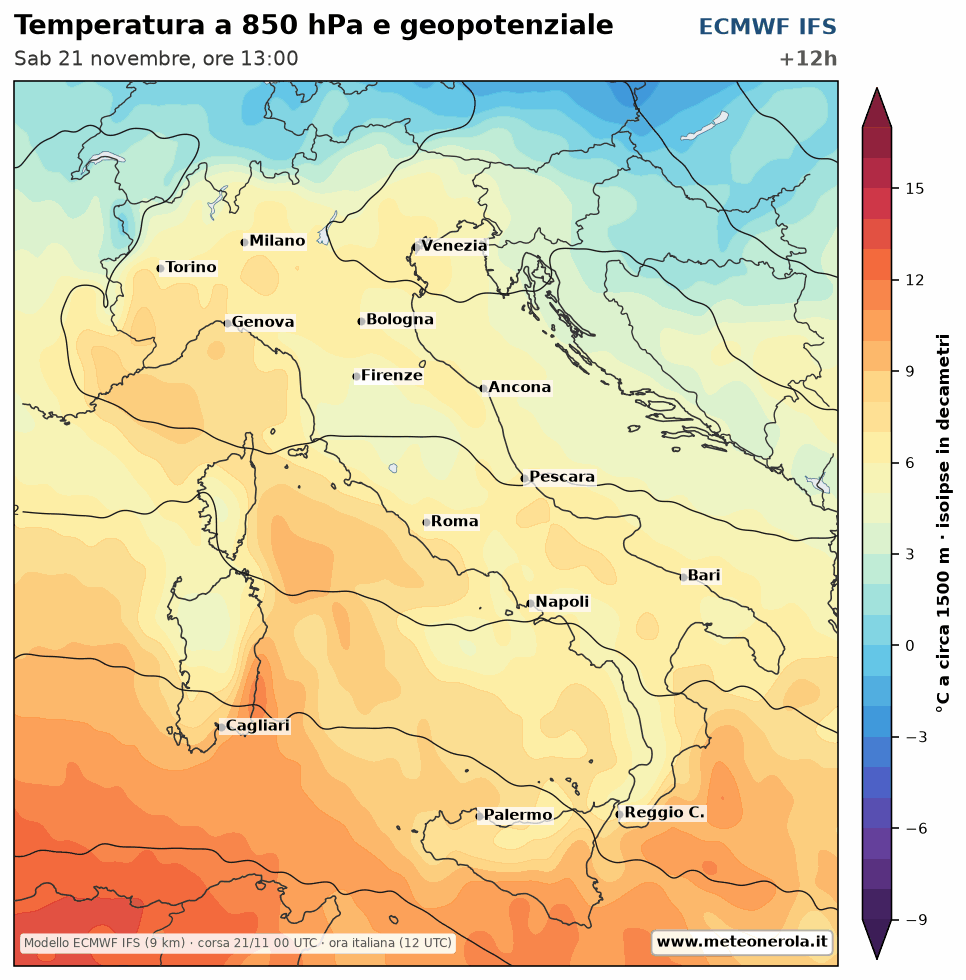 Temperatura a 850 hPa e geopotenziale
ECMWF IFS
Sab 21 novembre, ore 13:00
+12h
Milano
Venezia
Torino
Genova
Bologna
Firenze
Ancona
Pescara
2
Roma
Bari
Napoli
Cagliari
Palermo
Reggio C.
15
12
9
6
3
0
−3
−6
−9
°C a circa 1500 m · isoipse in decametri
Modello ECMWF IFS (9 km) · corsa 21/11 00 UTC · ora italiana (12 UTC)
www.meteonerola.it